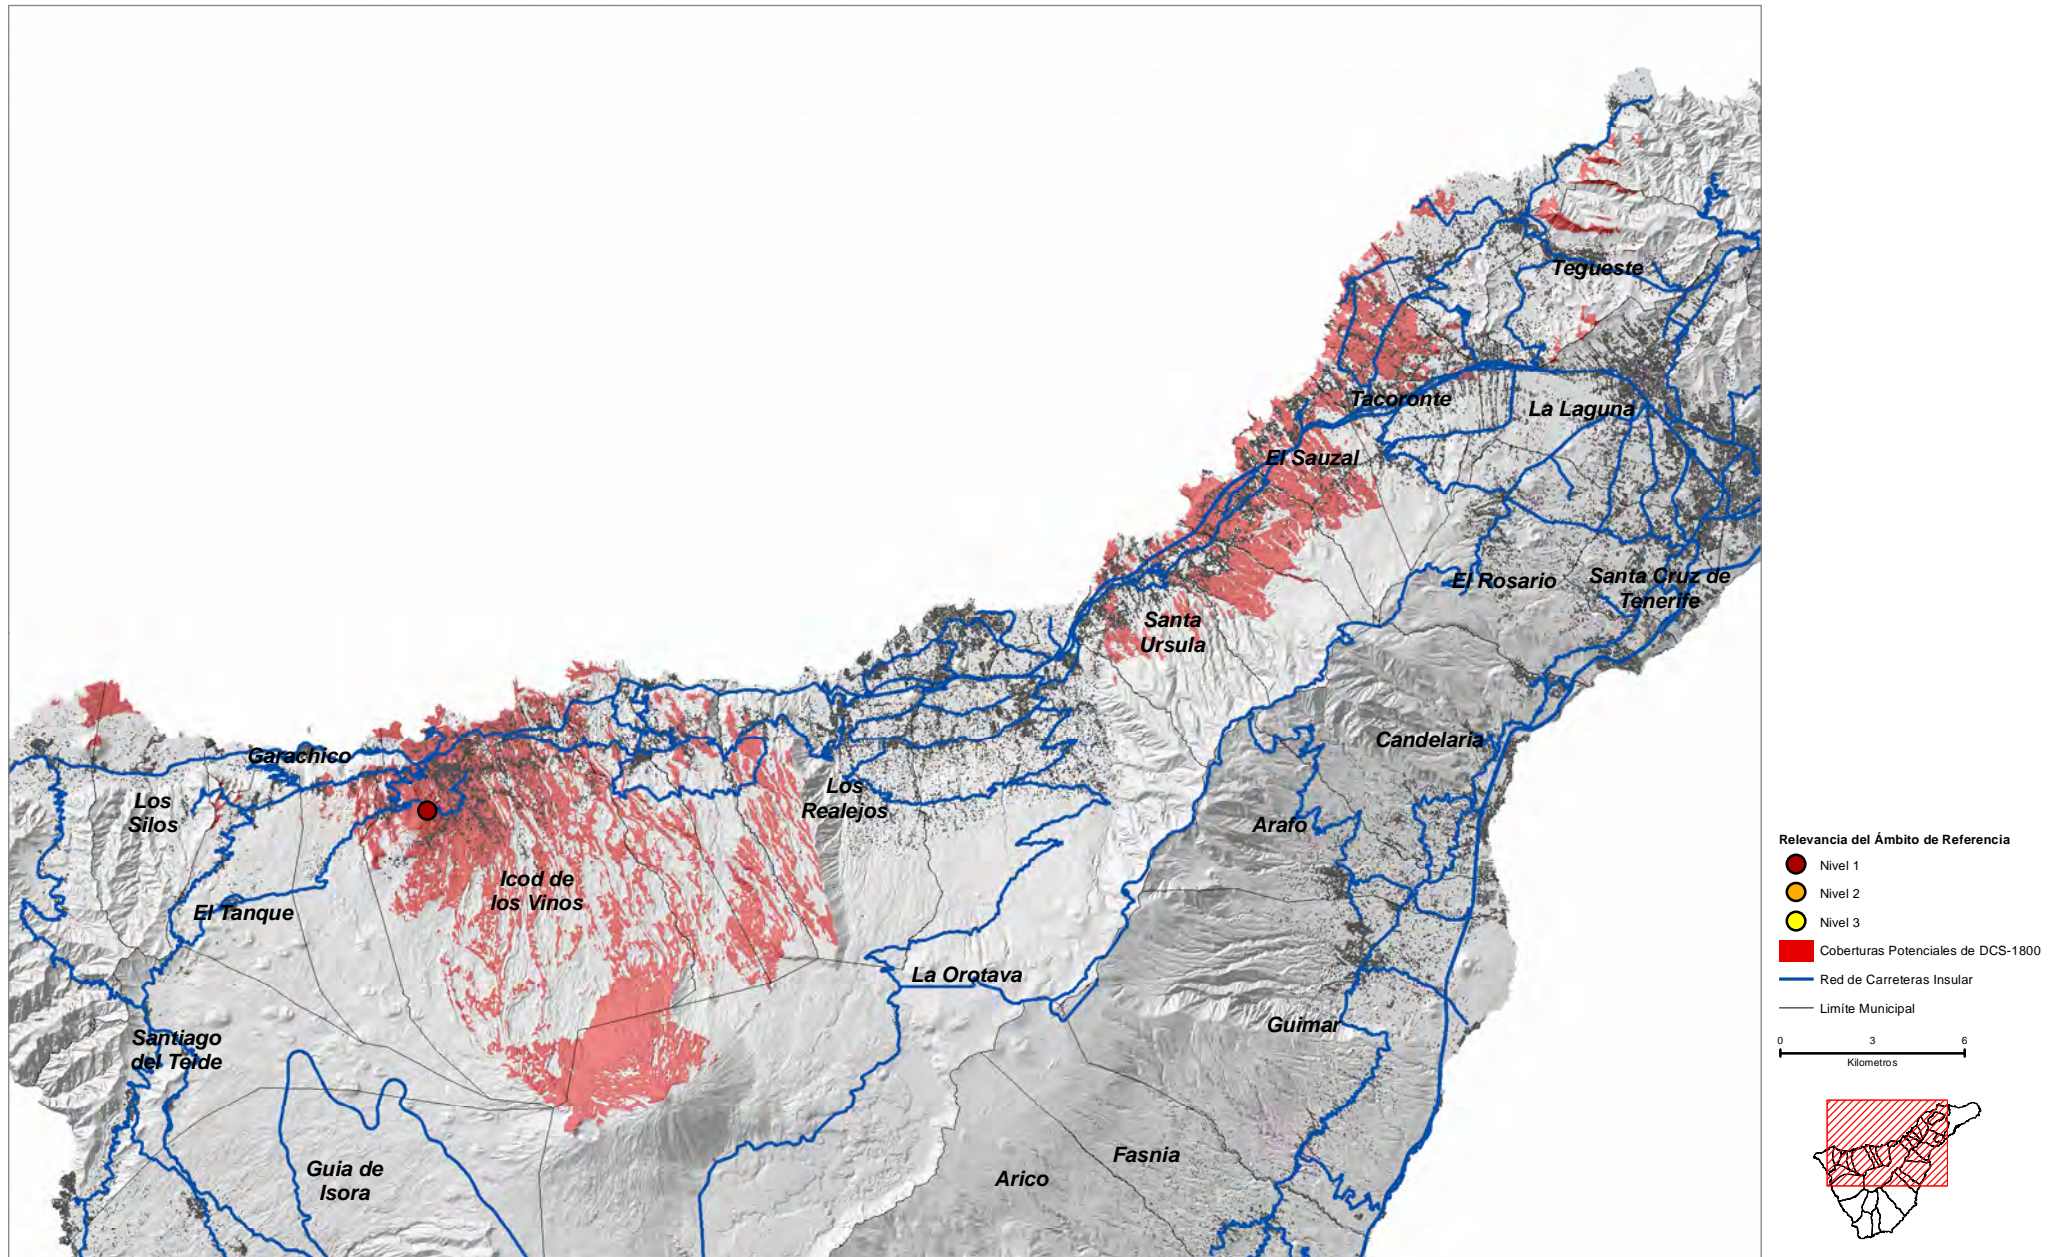 Tegueste
Tacoronte
La Laguna
El Sauzal
El Rosario
Santa Cruz de
Tenerife
Santa
Ursula
Candelaria
Garachico
Los
Silos
Los
Realejos
Arafo
Icod de
los Vinos
El Tanque
La Orotava
Guimar
Santiago
del Teide
Fasnia
Guia de
Isora
Arico
Relevancia del Ámbito de Referencia
Nivel 1
Nivel 2
Nivel 3
Coberturas Potenciales de DCS-1800
Red de Carreteras Insular
Limíte Municipal
0 3 6
Kilometros